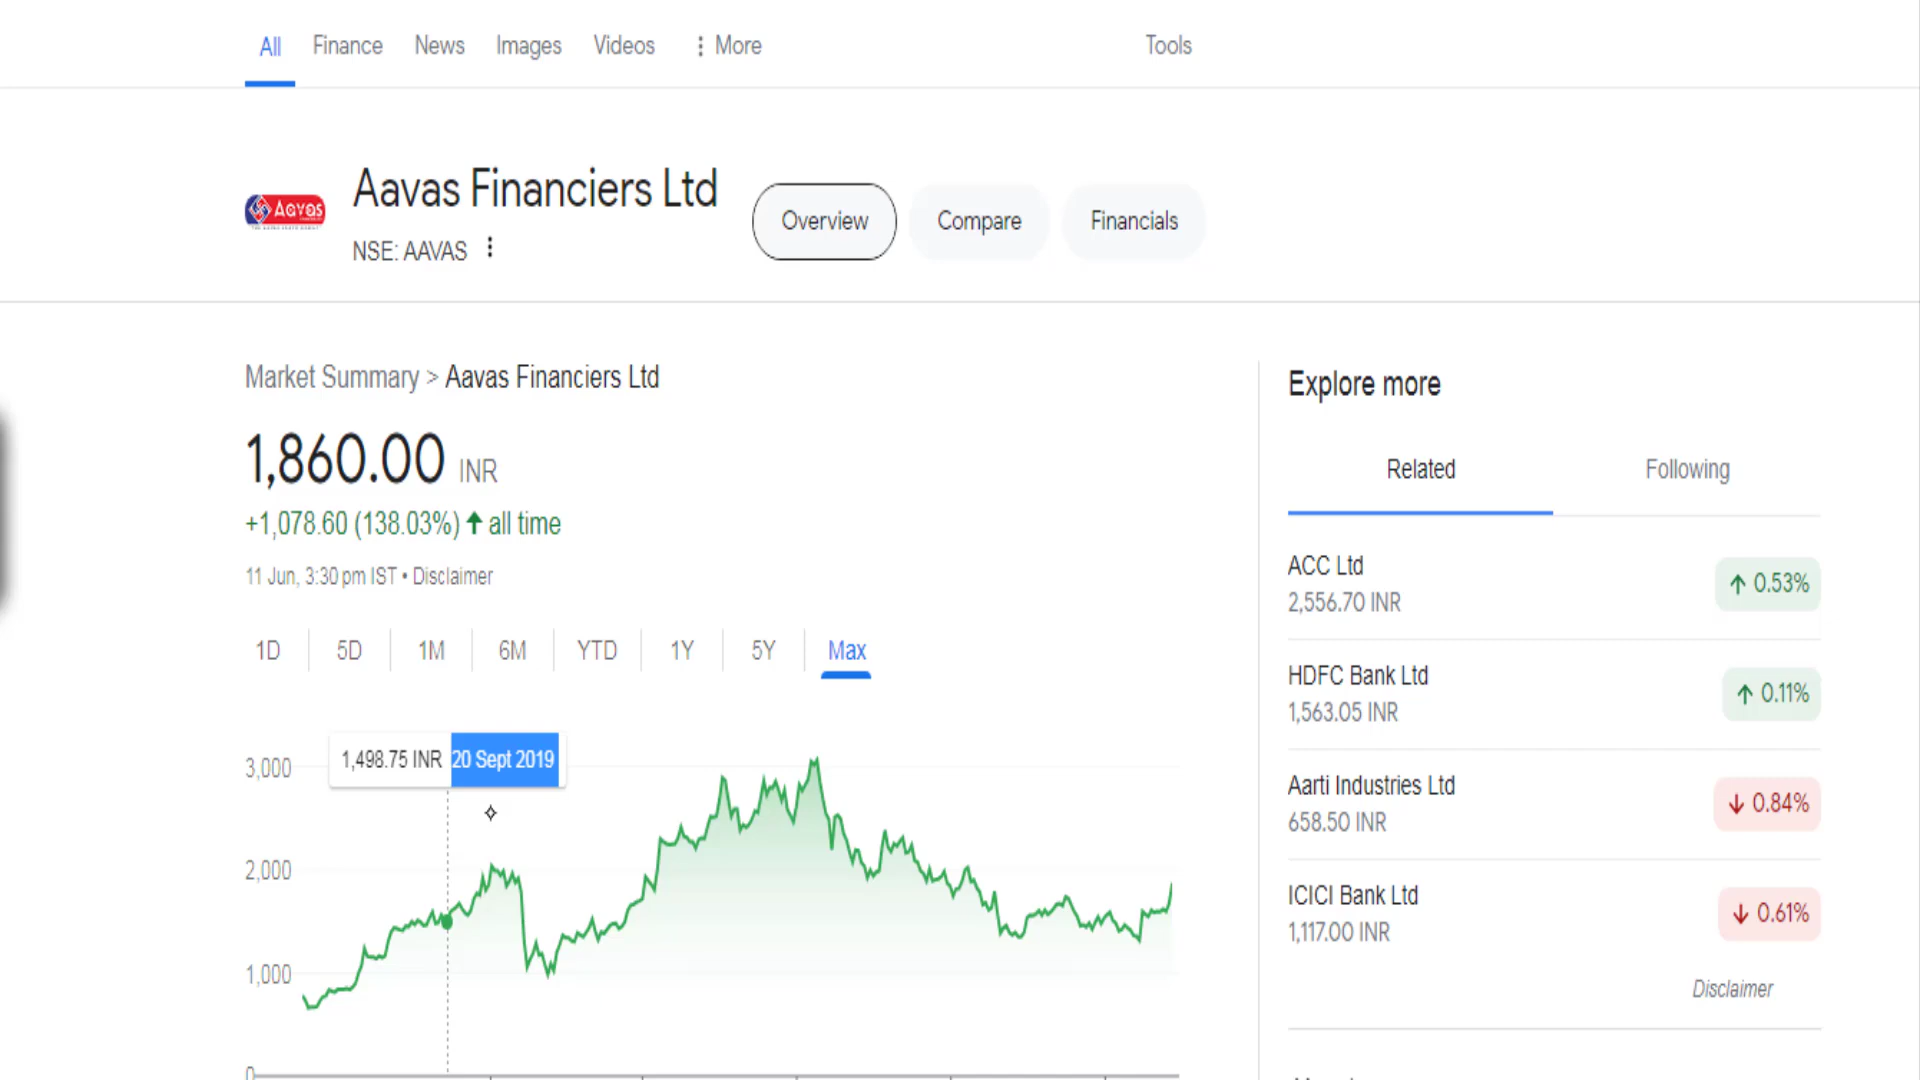 All
Finance
News
Images
Videos
More
Tools
Aavas
Aavas Financiers Ltd
NSE: AAVAS
Overview
Compare
Financials
Market Summary > Aavas Financiers Ltd
1,860.00 INR
+1,078.60 (138.03%) ↑ all time
11 Jun, 3:30 pm IST • Disclaimer
1D
5D
1M
6M
YTD
1Y
5Y
Max
1,498.75 INR 20 Sept 2019
3,000
2,000
1,000
0
Explore more
Related
Following
ACC Ltd
2,556.70 INR
↑ 0.53%
HDFC Bank Ltd
1,563.05 INR
↑ 0.11%
Aarti Industries Ltd
658.50 INR
↓ 0.84%
ICICI Bank Ltd
1,117.00 INR
↓ 0.61%
Disclaimer